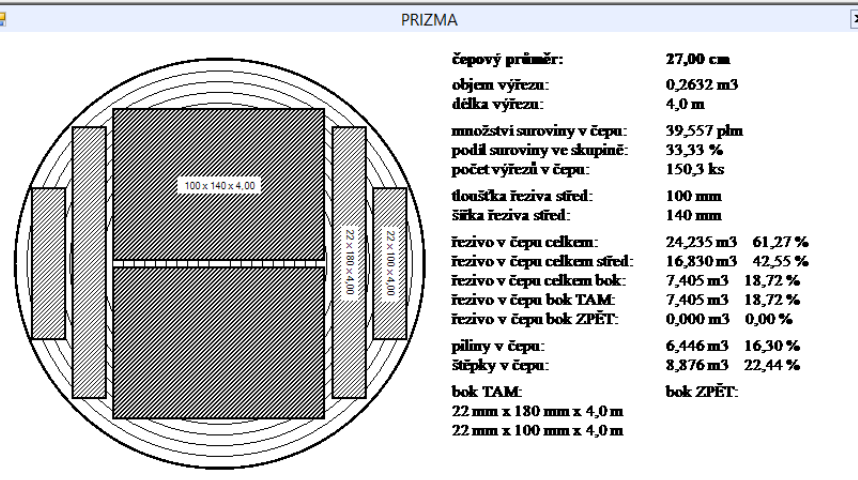 PRIZMA
100 x 140 x 4,00
22 x 180 x 4,00
22 x 100 x 4,00
čepový průměr: 27,00 cm
objem výřezu: 0,2632 m3
délka výřezu: 4,0 m
množství suroviny v čepu: 39,557 plm
podíl suroviny ve skupině: 33,33 %
počet výřezů v čepu: 150,3 ks
tloušťka řeziva střed: 100 mm
šířka řeziva střed: 140 mm
řezivo v čepu celkem: 24,235 m3 61,27 %
řezivo v čepu celkem střed: 16,830 m3 42,55 %
řezivo v čepu celkem bok: 7,405 m3 18,72 %
řezivo v čepu bok TAM: 7,405 m3 18,72 %
řezivo v čepu bok ZPĚT: 0,000 m3 0,00 %
piliny v čepu: 6,446 m3 16,30 %
štěpky v čepu: 8,876 m3 22,44 %
bok TAM: bok ZPĚT:
22 mm x 180 mm x 4,0 m
22 mm x 100 mm x 4,0 m